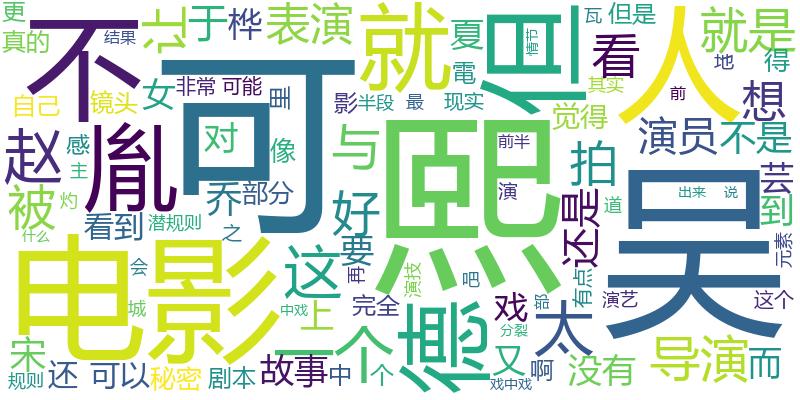 更
真的
结果
让
于
桦
表演
夏
電
情节
瓦
但是
就是
不
可
就
但
看
人
地
得
自己
镜头
女
非常
可能
里
影
半段
最
现实
觉得
其实
前
想
赵
感
主
胤
对
像
与
熙
前半
演
演员
不是
吴
芸
被
灼
看到
潜规则
乔
部分
之
好
要
拍
还是
道
出来
说
到
什么
电影
这
再
德
演技
吧
戏
有点
邵
演艺
这个
元素
会
城
中戏
上
完全
一个
分裂
太
宋
规则
还
可以
秘密
剧本
故事
中
个
又
戏中戏
啊
没有
导演
而